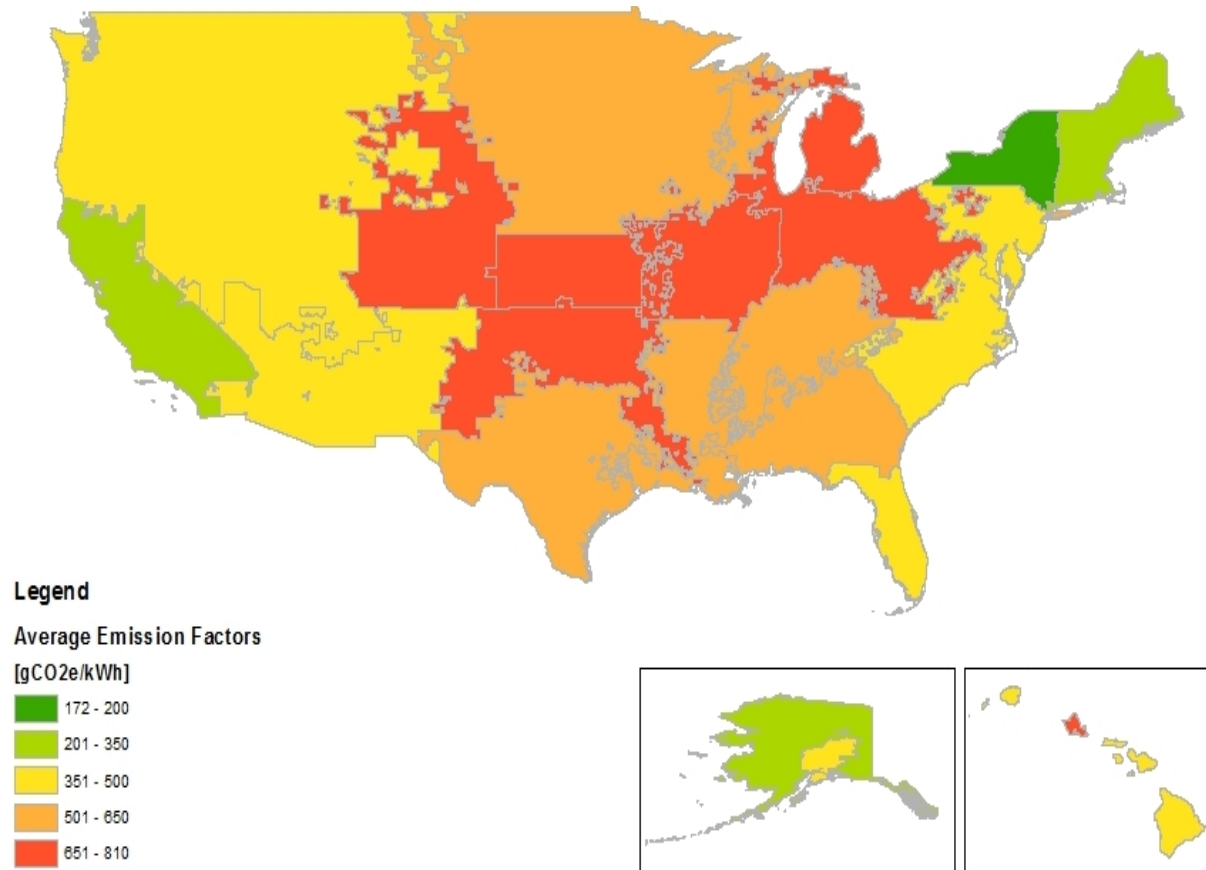 Legend
Average Emission Factors
[gCO2e/kWh]
172 - 200
201 - 350
351 - 500
501 - 650
651 - 810